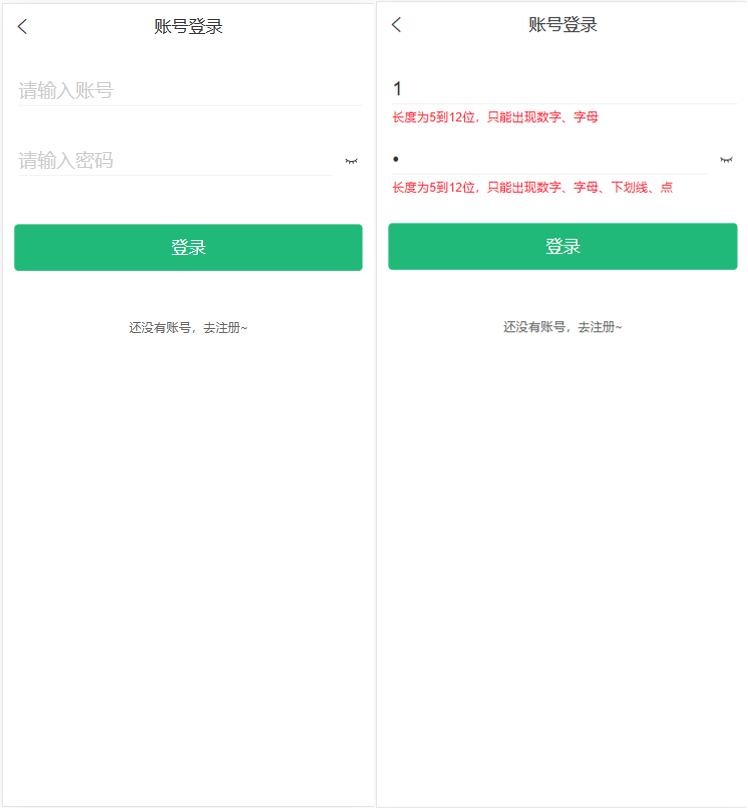 账号登录
请输入账号
请输入密码
登录
还没有账号，去注册~
账号登录
1
长度为5到12位，只能出现数字、字母
•
长度为5到12位，只能出现数字、字母、下划线、点
登录
还没有账号，去注册~